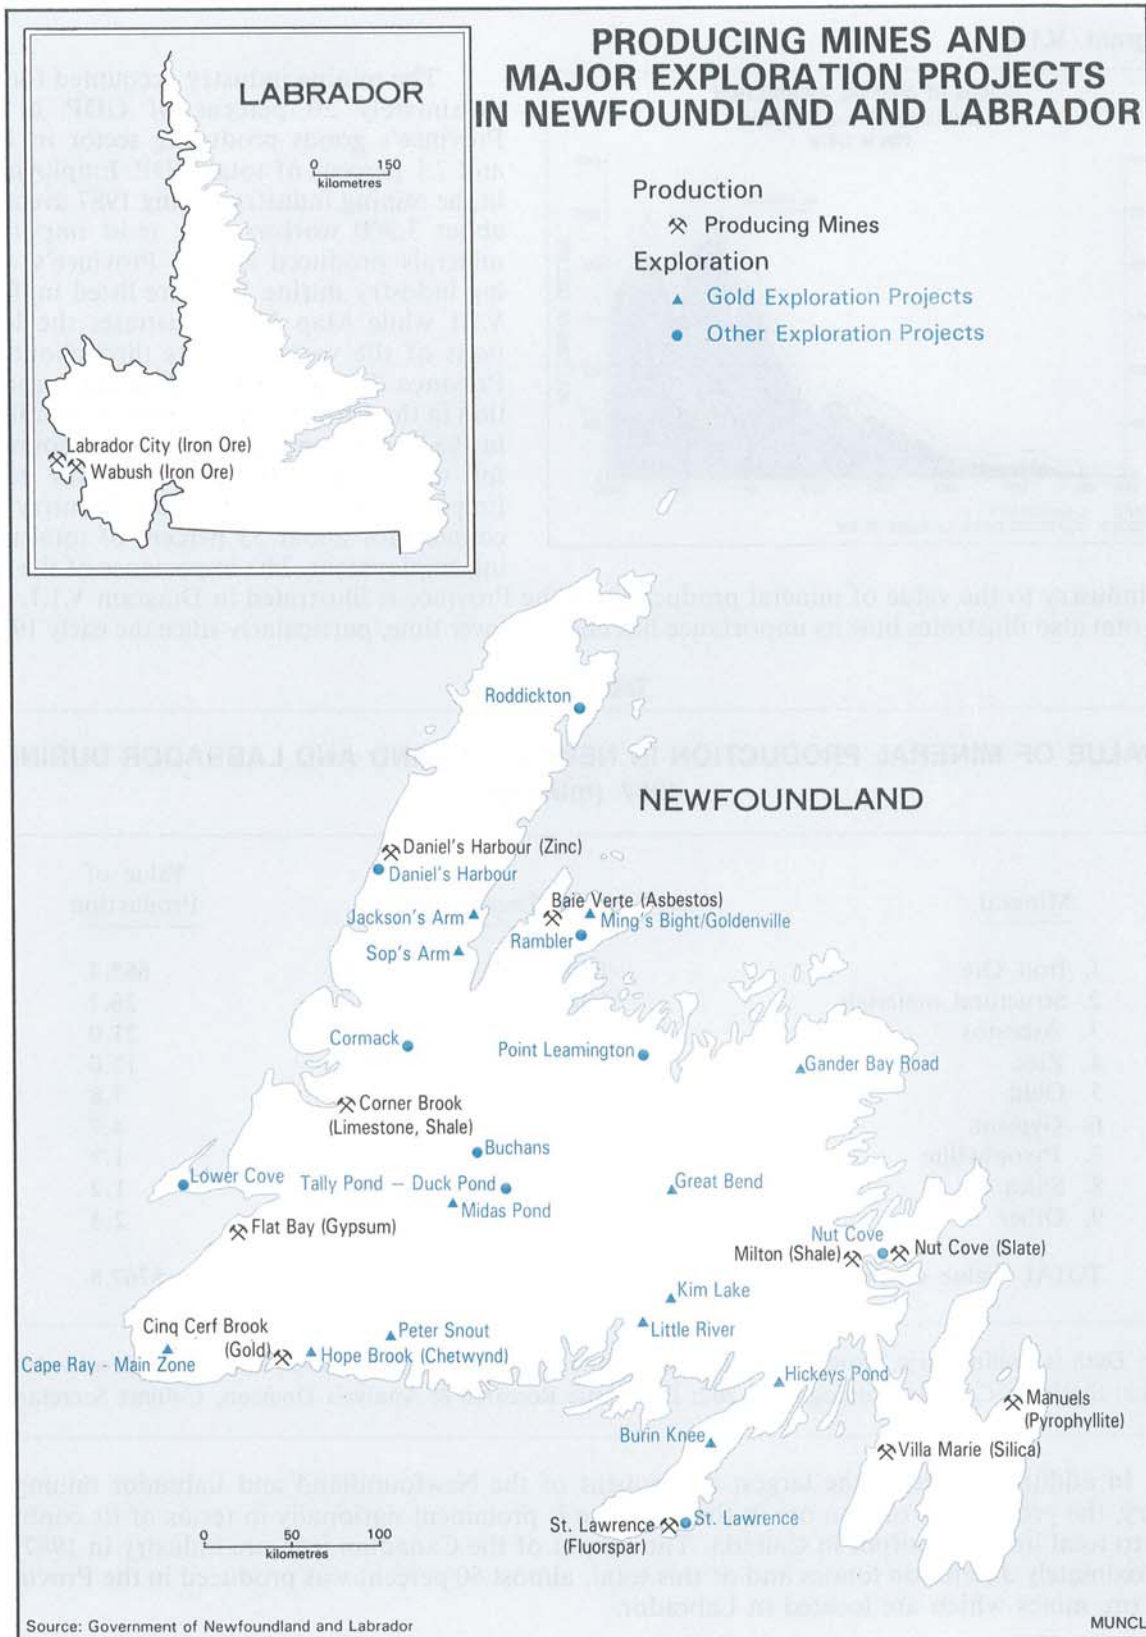 PRODUCING MINES AND
MAJOR EXPLORATION PROJECTS
IN NEWFOUNDLAND AND LABRADOR
LABRADOR
0 150
kilometres
Labrador City (Iron Ore)
Wabush (Iron Ore)
Production
Producing Mines
Exploration
Gold Exploration Projects
Other Exploration Projects
Roddickton
NEWFOUNDLAND
Daniel's Harbour (Zinc)
Daniel's Harbour
Baie Verte (Asbestos)
Jackson's Arm
Ming's Bight/Goldenville
Rambler
Sop's Arm
Cormack
Point Leamington
Gander Bay Road
Corner Brook
(Limestone, Shale)
Buchans
Lower Cove
Tally Pond – Duck Pond
Great Bend
Midas Pond
Flat Bay (Gypsum)
Nut Cove
Milton (Shale)
Nut Cove (Slate)
Kim Lake
Cinq Cerf Brook
(Gold)
Peter Snout
Little River
Cape Ray - Main Zone
Hope Brook (Chetwynd)
Hickeys Pond
Manuels
(Pyrophyllite)
Burin Knee
Villa Marie (Silica)
St. Lawrence
(Fluorspar)
St. Lawrence
0 50 100
kilometres
Source: Government of Newfoundland and Labrador
MUNCL